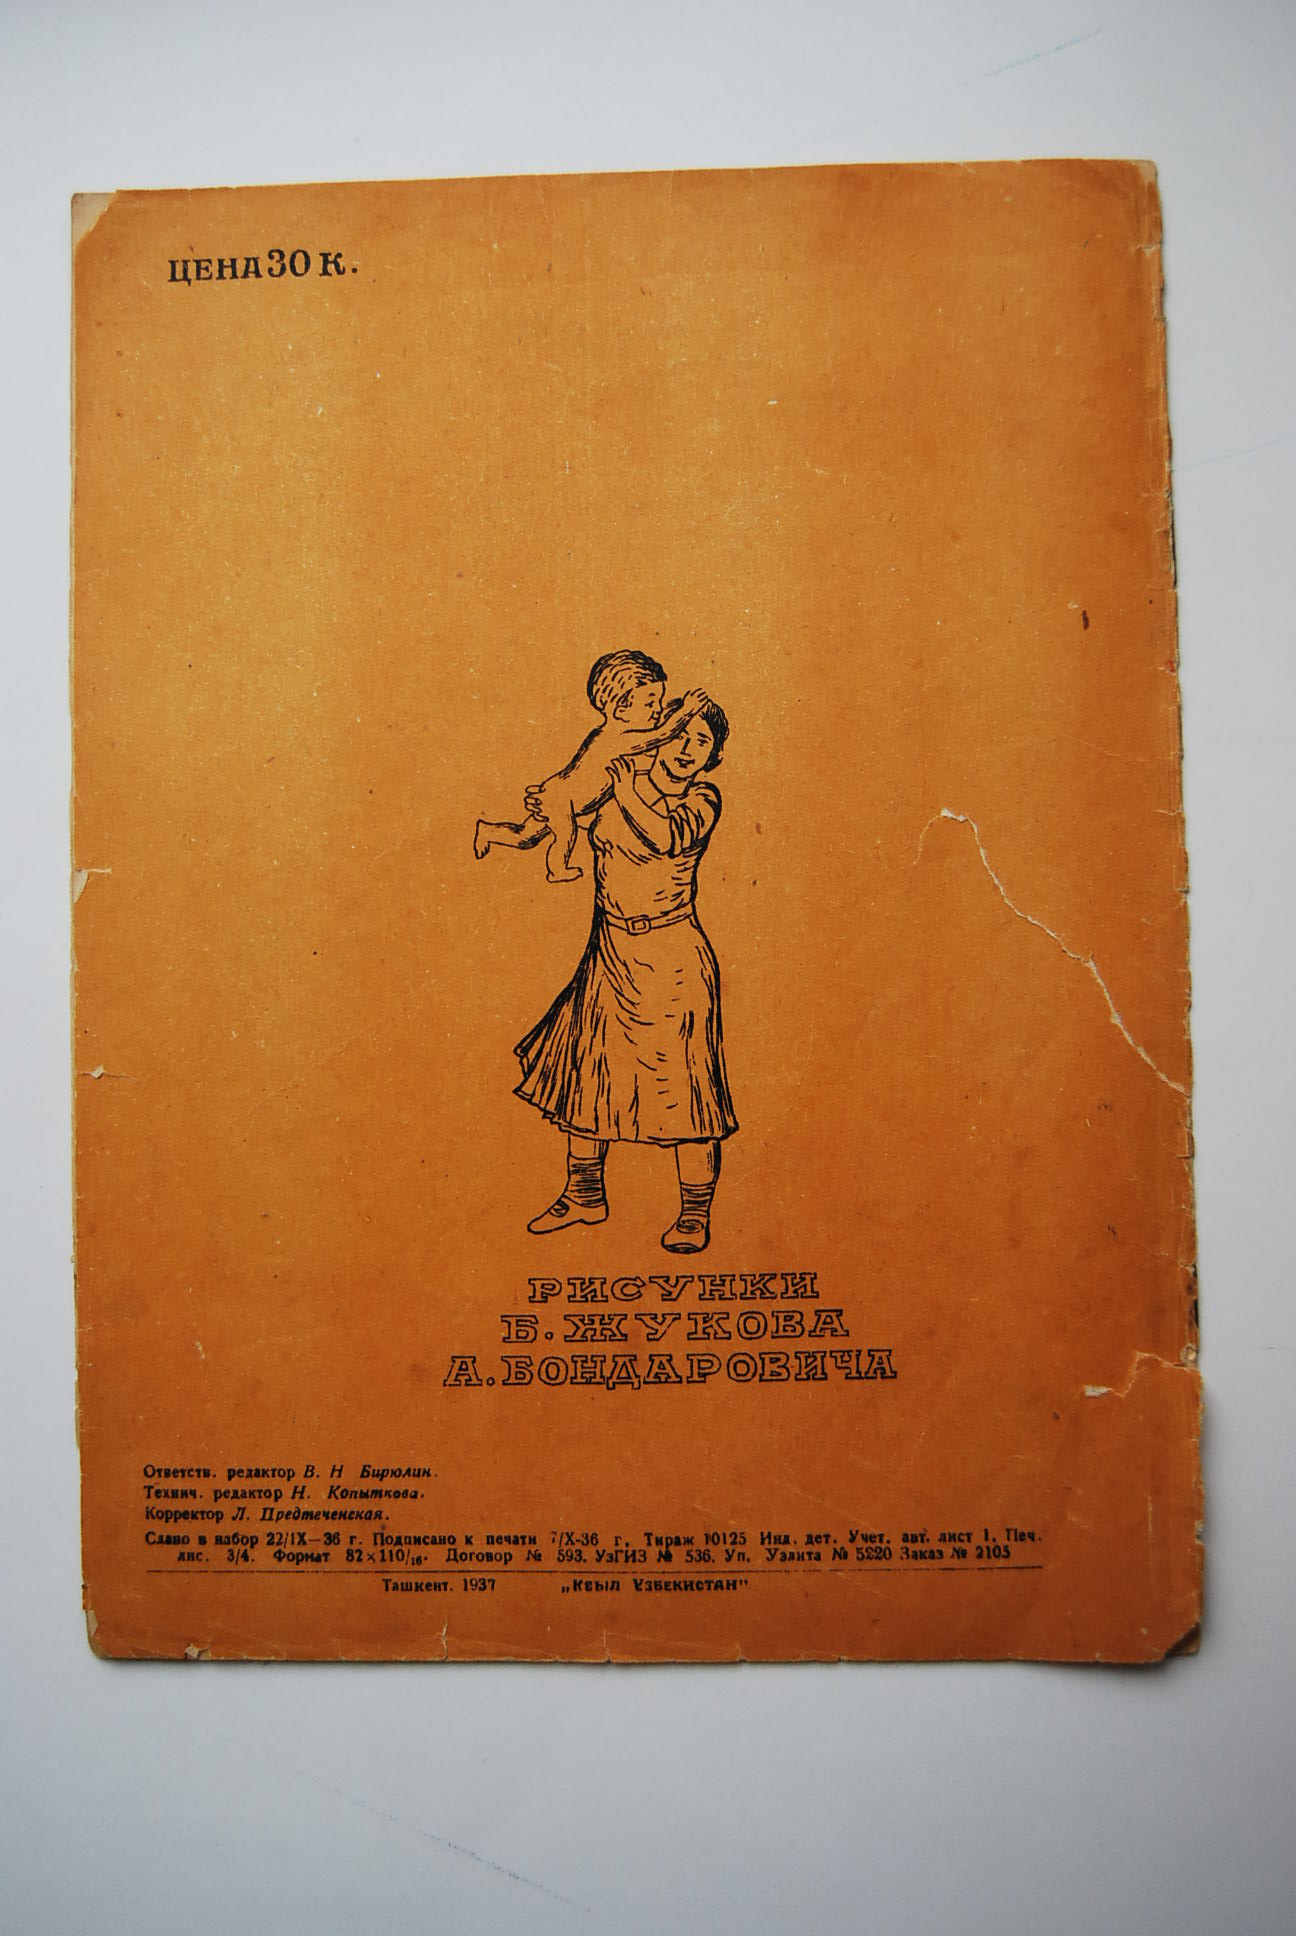 ЦЕНА 30 К.
РИСУНКИ
Б. ЖУКОВА
А. БОНДАРОВИЧА
Ответств. редактор В. Н Бирюлин.
Технич. редактор Н. Копыткова.
Корректор Л. Предтеченская.
Сдано в набор 22/IX—36 г. Подписано к печати 7/X-36 г. Тираж 10125 Инд. дет. Учет. авт. лист 1. Печ.
лис. 3/4. Формат 82×110/16. Договор № 593. УзГИЗ № 536. Уп. Узлита № 5220 Заказ № 2105
Ташкент. 1937 „ УЗБЕКИСТАН"